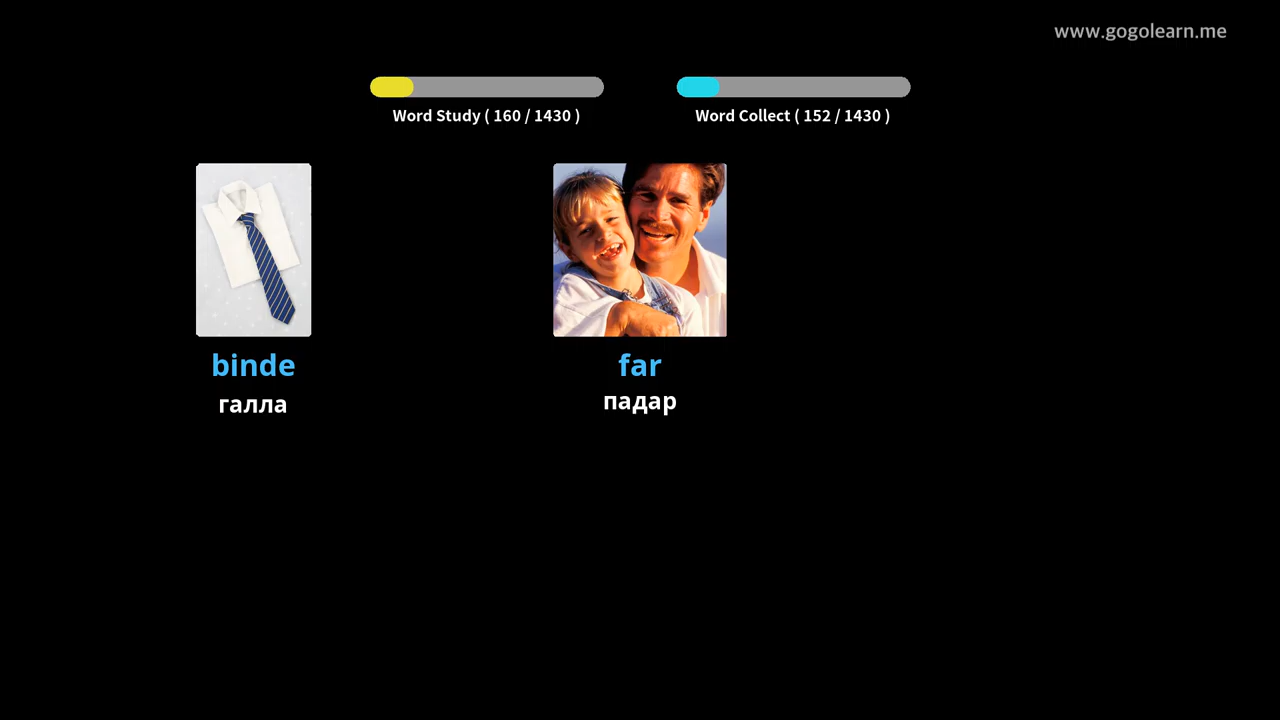 www.gogolearn.me
Word Study ( 160 / 1430 )
Word Collect ( 152 / 1430 )
binde
галла
far
падар